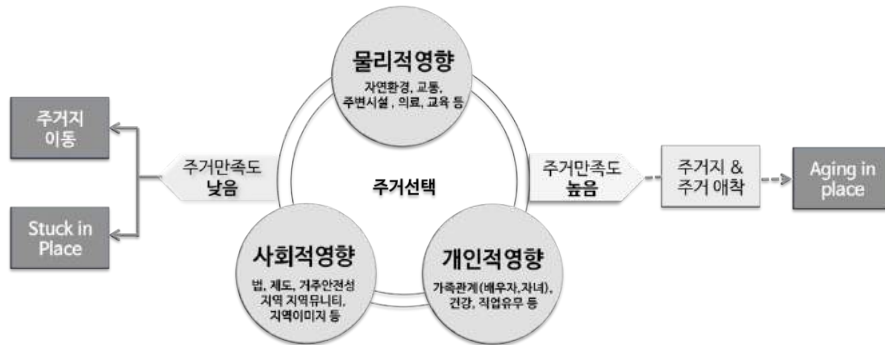 물리적영향
자연환경, 교통,
주변시설, 의료, 교육 등
주거지
이동
Stuck in
Place
주거만족도
낮음
주거선택
주거만족도
높음
주거지 &
주거 애착
Aging in
place
사회적영향
법, 제도, 거주안전성
지역 지역뮤니티,
지역이미지 등
개인적영향
가족관계(배우자,자녀),
건강, 직업유무 등